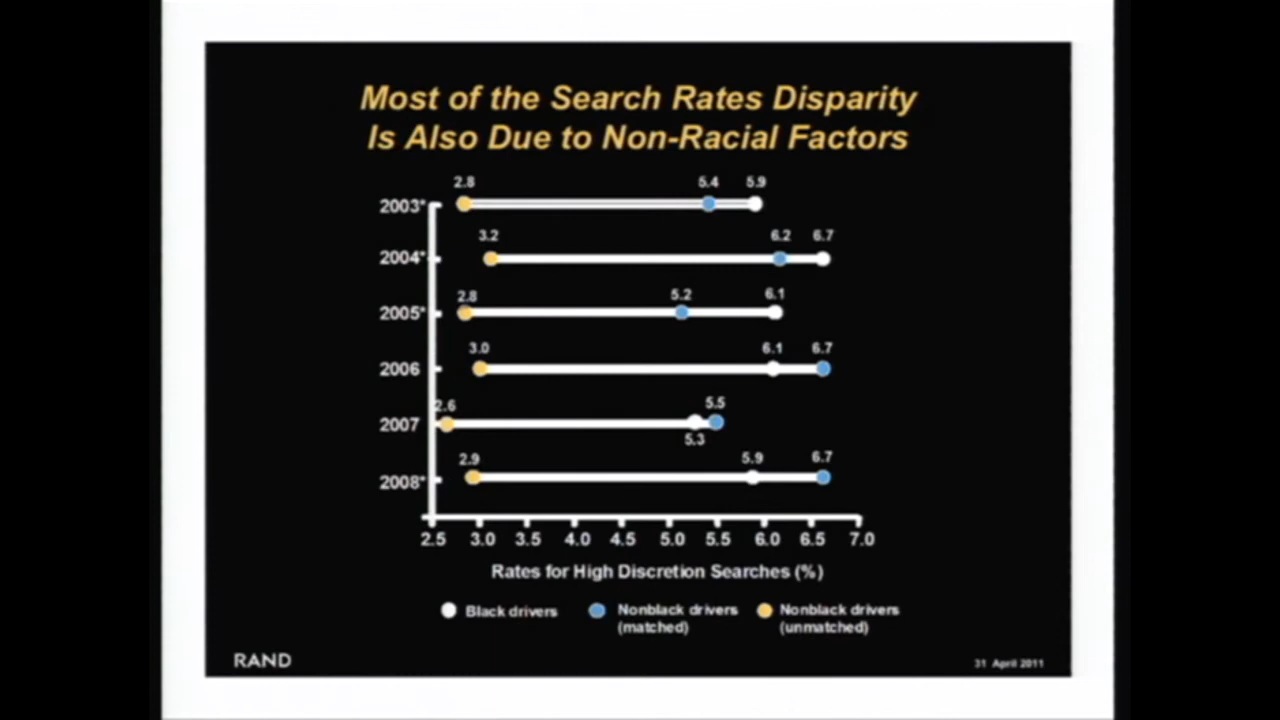 Most of the Search Rates Disparity
Is Also Due to Non-Racial Factors
2.8 5.4 5.9
2003*
3.2 6.2 6.7
2004*
2.8 5.2 6.1
2005*
3.0 6.1 6.7
2006
2.6 5.5
2007
5.3
2.9 5.9 6.7
2008*
2.5 3.0 3.5 4.0 4.5 5.0 5.5 6.0 6.5 7.0
Rates for High Discretion Searches (%)
Black drivers Nonblack drivers Nonblack drivers
(matched) (unmatched)
RAND 31 April 2011